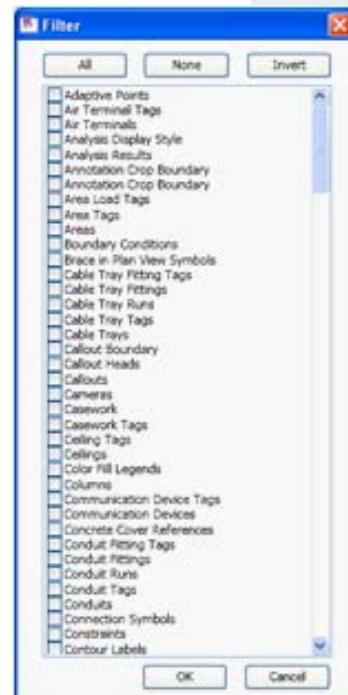 Filter
All None Invert
Adaptive Points
Air Terminal Tags
Air Terminals
Analysis Display Style
Analysis Results
Annotation Crop Boundary
Annotation Crop Boundary
Area Load Tags
Area Tags
Areas
Boundary Conditions
Brace in Plan View Symbols
Cable Tray Fitting Tags
Cable Tray Fittings
Cable Tray Runs
Cable Tray Tags
Cable Trays
Callout Boundary
Callout Heads
Callouts
Cameras
Casework
Casework Tags
Ceiling Tags
Ceilings
Color Fill Legends
Columns
Communication Device Tags
Communication Devices
Concrete Cover References
Conduit Fitting Tags
Conduit Fittings
Conduit Runs
Conduit Tags
Conduits
Connection Symbols
Constraints
Contour Labels
OK Cancel